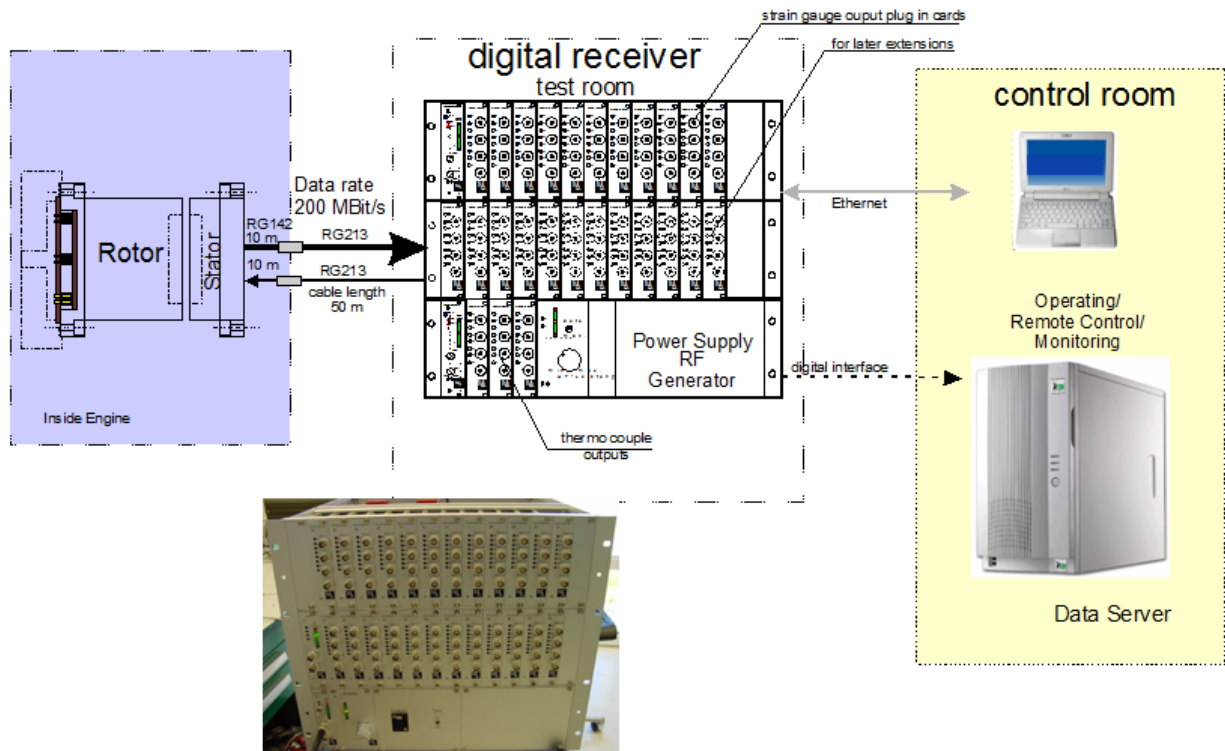 strain gauge ouput plug in cards
for later extensions
digital receiver
test room
control room
Data rate
200 MBit/s
RG142
10 m
RG213
Rotor
Stator
10 m
RG213
cable length
50 m
Ethernet
Power Supply
RF
Generator
Operating/
Remote Control/
Monitoring
digital interface
Inside Engine
thermo couple
outputs
Data Server